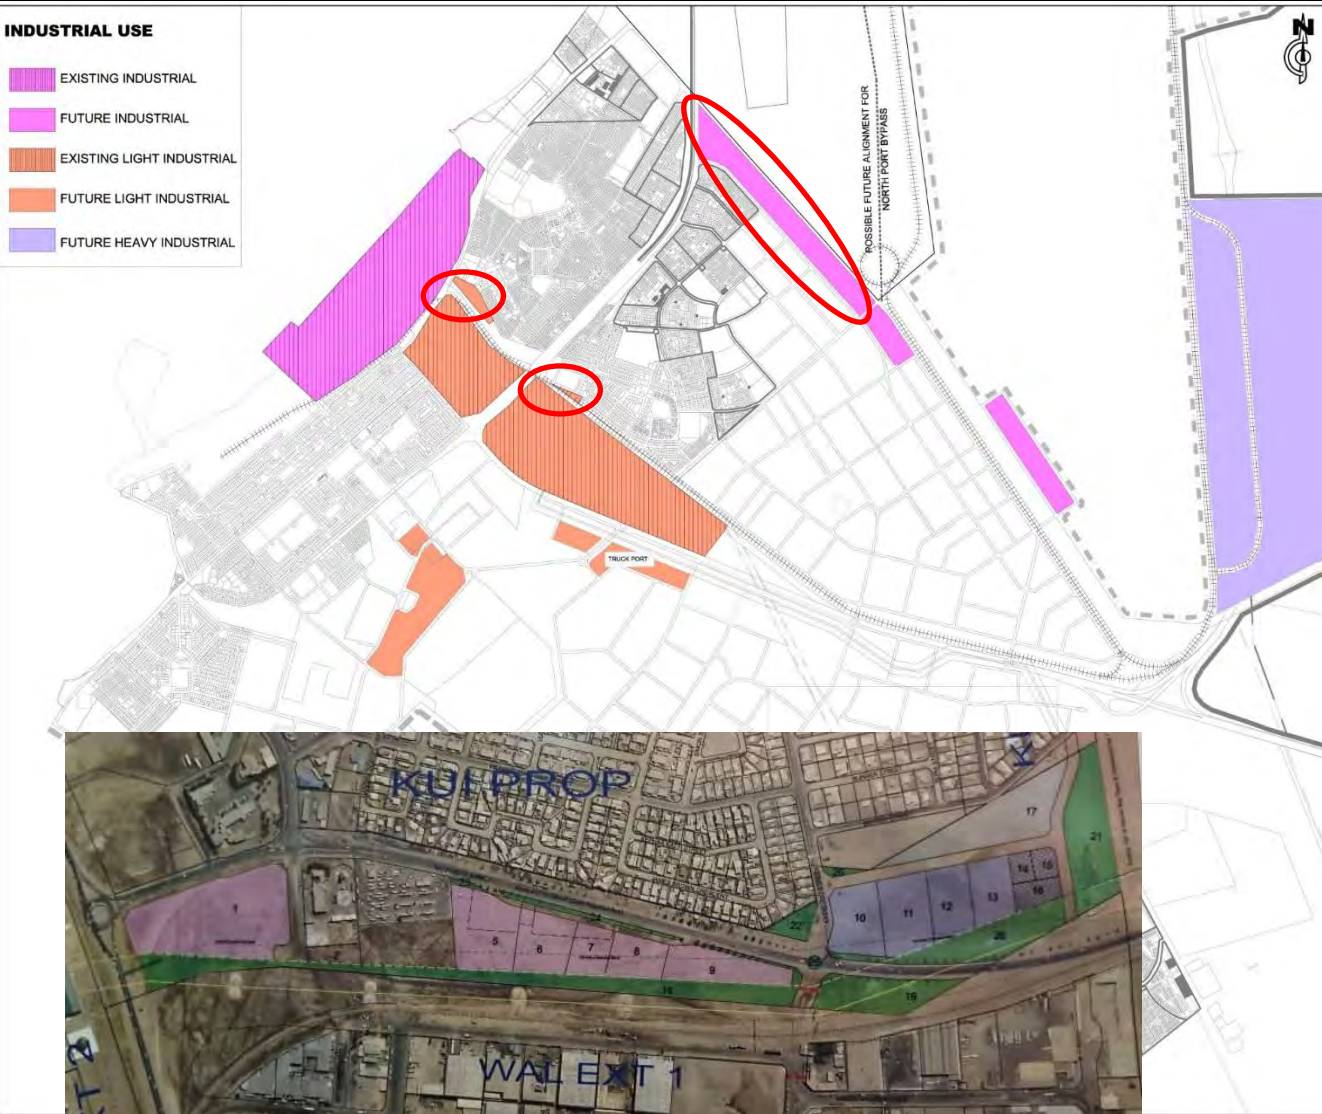 INDUSTRIAL USE
N
EXISTING INDUSTRIAL
FUTURE INDUSTRIAL
EXISTING LIGHT INDUSTRIAL
FUTURE LIGHT INDUSTRIAL
FUTURE HEAVY INDUSTRIAL
POSSIBLE FUTURE ALIGNMENT FOR
NORTH PORT BYPASS
TRUCK PORT
KUI PROP
17
21
1
5
6
7
8
9
10
11
12
13
14
15
16
22
19
WAL EXT 1